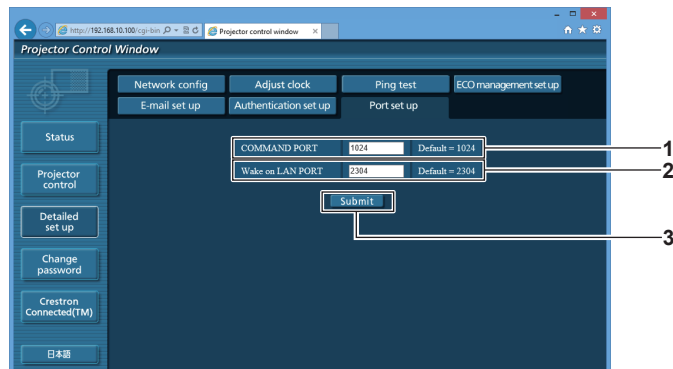 http://192.168.10.100/cgi-bin
Projector control window
Projector Control Window
Network config
Adjust clock
Ping test
ECO management set up
E-mail set up
Authentication set up
Port set up
Status
Projector
control
Detailed
set up
Change
password
Crestron
Connected(TM)
日本語
COMMAND PORT 1024 Default = 1024
1
Wake on LAN PORT 2304 Default = 2304
2
Submit
3